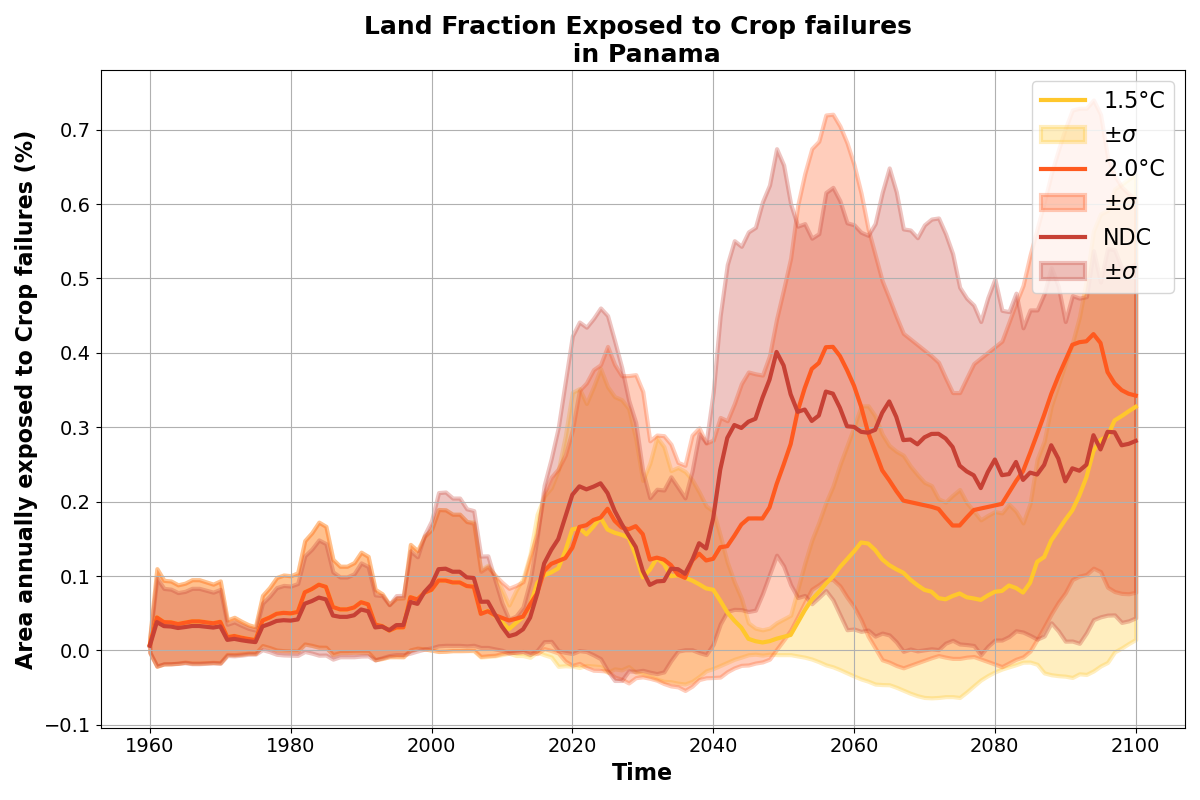 Land Fraction Exposed to Crop failures
in Panama
Area annually exposed to Crop failures (%)
0.7
0.6
0.5
0.4
0.3
0.2
0.1
0.0
−0.1
1960
1980
2000
2020
2040
2060
2080
2100
Time
1.5°C
±σ
2.0°C
±σ
NDC
±σ